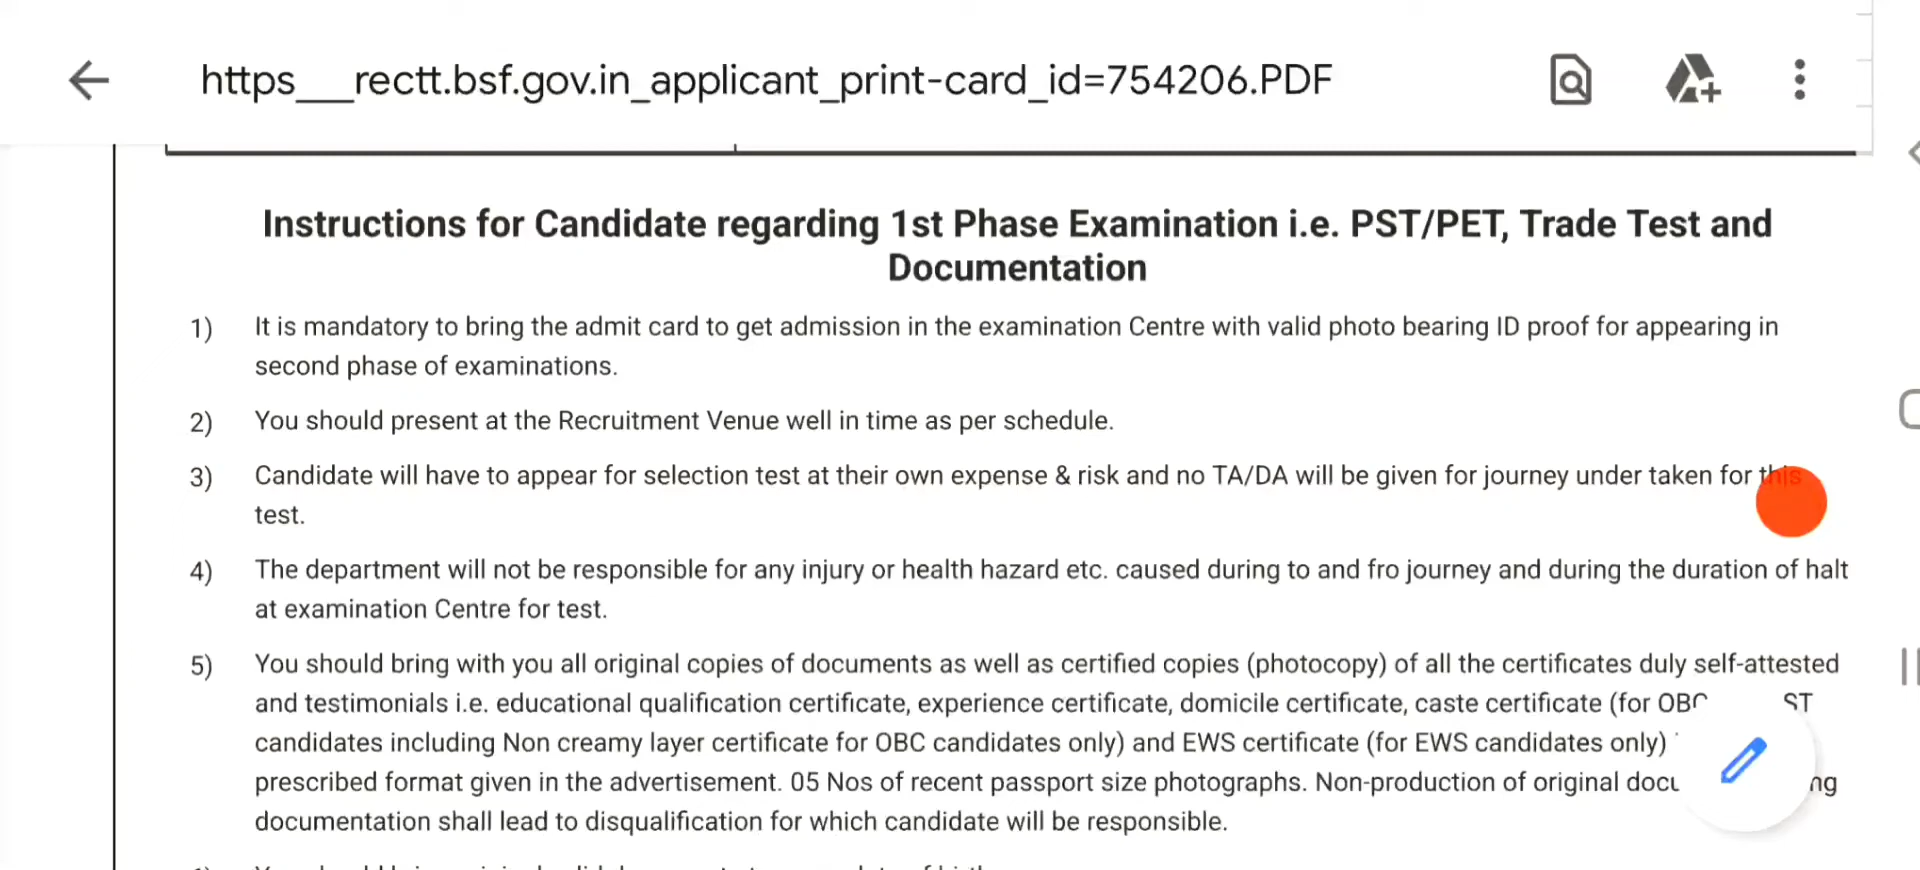 https___rectt.bsf.gov.in_applicant_print-card_id=754206.PDF
Instructions for Candidate regarding 1st Phase Examination i.e. PST/PET, Trade Test and
Documentation
1) It is mandatory to bring the admit card to get admission in the examination Centre with valid photo bearing ID proof for appearing in
second phase of examinations.
2) You should present at the Recruitment Venue well in time as per schedule.
3) Candidate will have to appear for selection test at their own expense & risk and no TA/DA will be given for journey under taken for this
test.
4) The department will not be responsible for any injury or health hazard etc. caused during to and fro journey and during the duration of halt
at examination Centre for test.
5) You should bring with you all original copies of documents as well as certified copies (photocopy) of all the certificates duly self-attested
and testimonials i.e. educational qualification certificate, experience certificate, domicile certificate, caste certificate (for OBC ST
candidates including Non creamy layer certificate for OBC candidates only) and EWS certificate (for EWS candidates only)
prescribed format given in the advertisement. 05 Nos of recent passport size photographs. Non-production of original
documentation shall lead to disqualification for which candidate will be responsible.